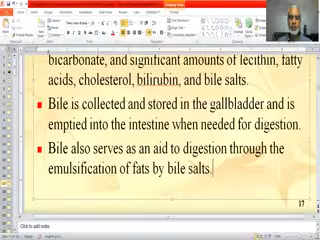 bicarbonate, and significant amounts of lecithin, fatty
acids, cholesterol, bilirubin, and bile salts.
Bile is collected and stored in the gallbladder and is
emptied into the intestine when needed for digestion.
Bile also serves as an aid to digestion through the
emulsification of fats by bile salts.
17
Click to add notes